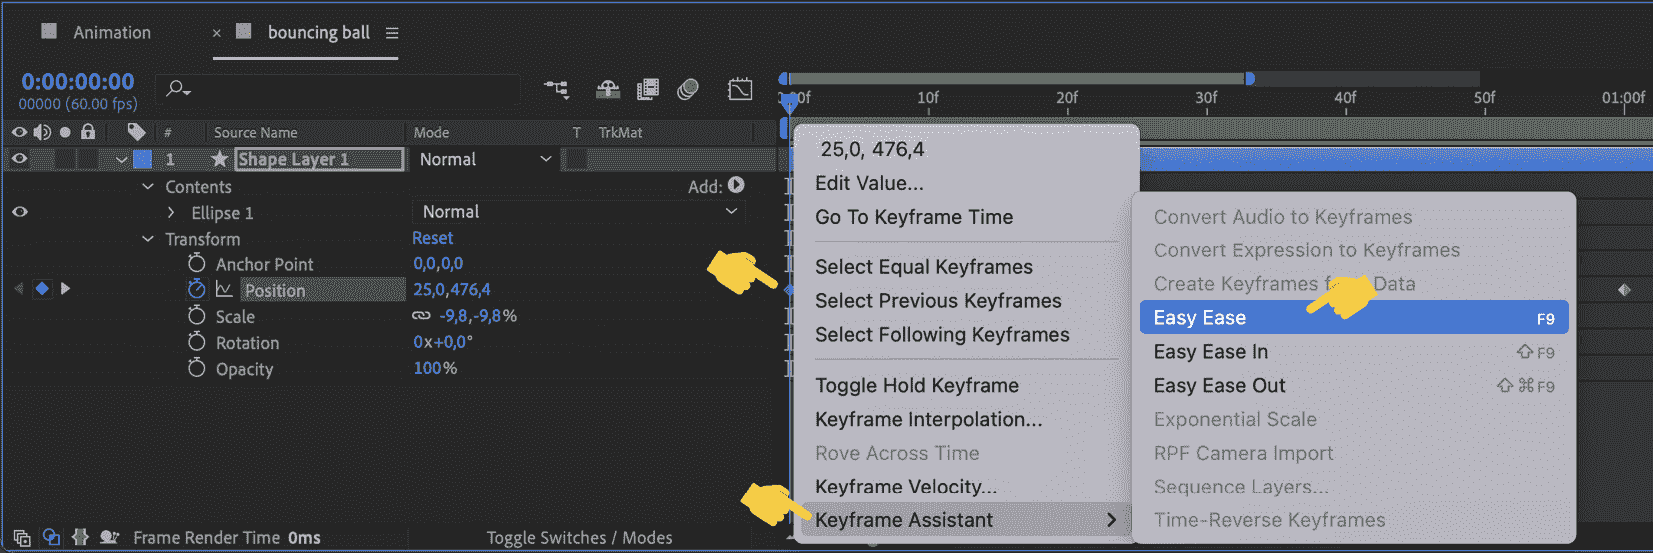 Animation
× bouncing ball
0:00:00:00
00000 (60.00 fps)
10f 20f 30f 40f 50f 01:00f
# Source Name Mode T TrkMat
1 Shape Layer 1 Normal
Contents Add:
Ellipse 1 Normal
Transform Reset
Anchor Point 0,0,0,0
Position 25,0,476,4
Scale -9,8,-9,8%
Rotation 0x+0,0°
Opacity 100%
Frame Render Time 0ms Toggle Switches / Modes
25,0, 476,4
Edit Value...
Go To Keyframe Time
Select Equal Keyframes
Select Previous Keyframes
Select Following Keyframes
Toggle Hold Keyframe
Keyframe Interpolation...
Rove Across Time
Keyframe Velocity...
Keyframe Assistant
Convert Audio to Keyframes
Convert Expression to Keyframes
Create Keyframes Data
Easy Ease F9
Easy Ease In ⇧F9
Easy Ease Out ⇧⌘F9
Exponential Scale
RPF Camera Import
Sequence Layers...
Time-Reverse Keyframes